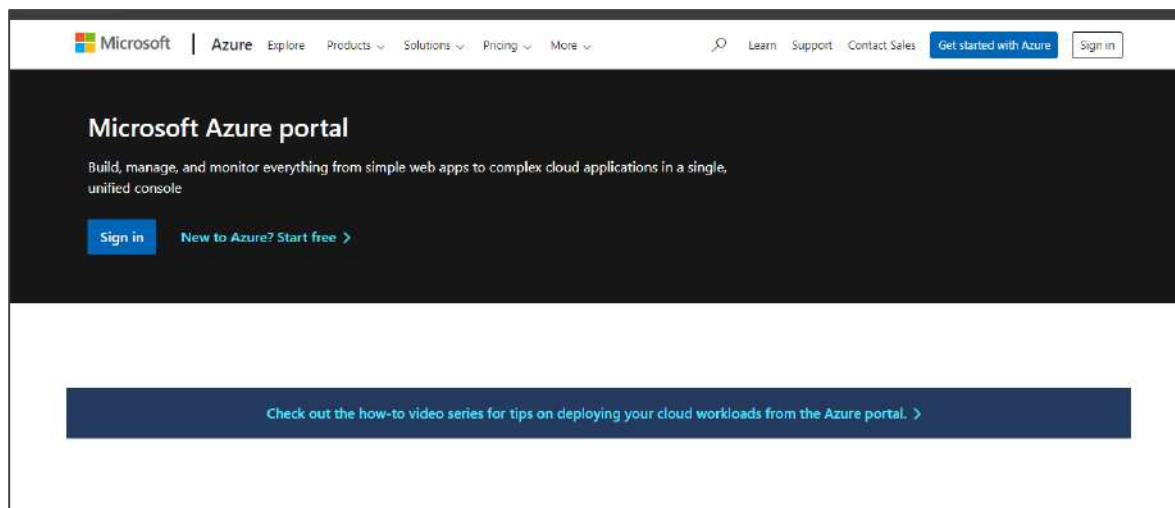 Microsoft | Azure Explore Products Solutions Pricing More Learn Support Contact Sales Get started with Azure Sign in
Microsoft Azure portal
Build, manage, and monitor everything from simple web apps to complex cloud applications in a single,
unified console
Sign in New to Azure? Start free >
Check out the how-to video series for tips on deploying your cloud workloads from the Azure portal. >